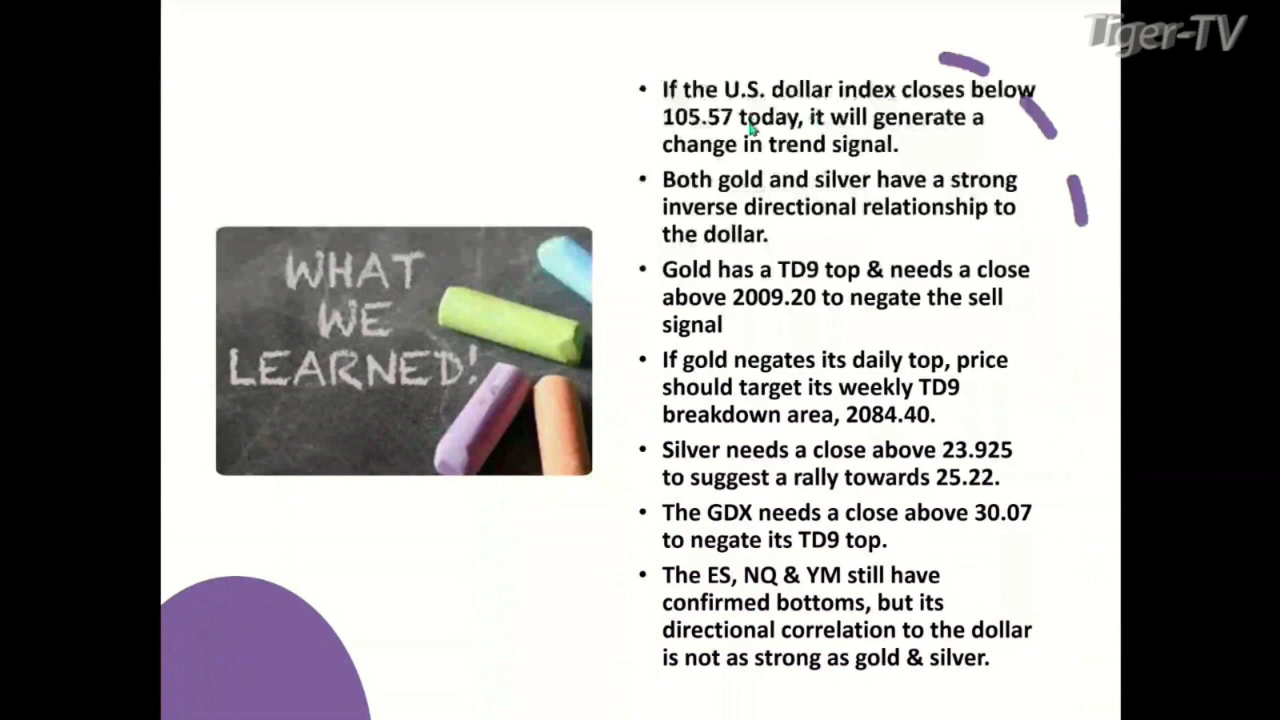 Tiger-TV
• If the U.S. dollar index closes below
105.57 today, it will generate a
change in trend signal.
• Both gold and silver have a strong
inverse directional relationship to
the dollar.
• Gold has a TD9 top & needs a close
above 2009.20 to negate the sell
signal
• If gold negates its daily top, price
should target its weekly TD9
breakdown area, 2084.40.
• Silver needs a close above 23.925
to suggest a rally towards 25.22.
• The GDX needs a close above 30.07
to negate its TD9 top.
• The ES, NQ & YM still have
confirmed bottoms, but its
directional correlation to the dollar
is not as strong as gold & silver.
WHAT
WE
LEARNED!